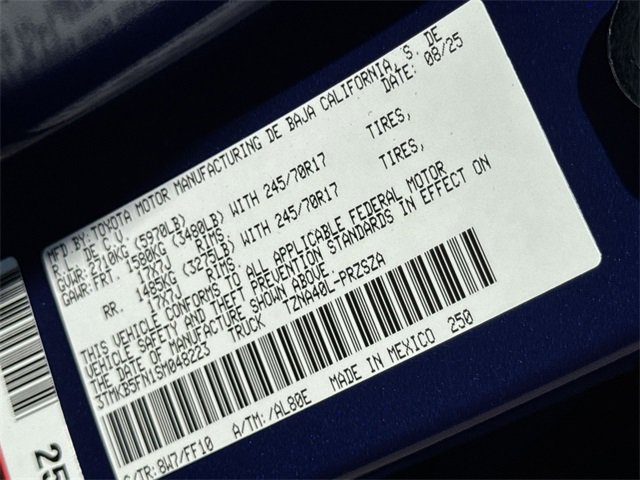 MFD BY: TOYOTA MOTOR MANUFACTURING DE BAJA CALIFORNIA, S. DE
R. L. DE C.V. DATE: 08/25
GVWR: 2710KG (5970LB)
GAWR: FRT. 1580KG (3480LB) WITH 245/70R17 TIRES,
17X7J RIMS,
RR. 1485KG (3275LB) WITH 245/70R17 TIRES,
17X7J RIMS,
THIS VEHICLE CONFORMS TO ALL APPLICABLE FEDERAL MOTOR
VEHICLE SAFETY AND THEFT PREVENTION STANDARDS IN EFFECT ON
THE DATE OF MANUFACTURE SHOWN ABOVE.
3TMKB5FN1SM048223 TRUCK TZNA40L-PRZSZA
C/TR:8W7/FF10 A/TM:/AL80E MADE IN MEXICO 250
25